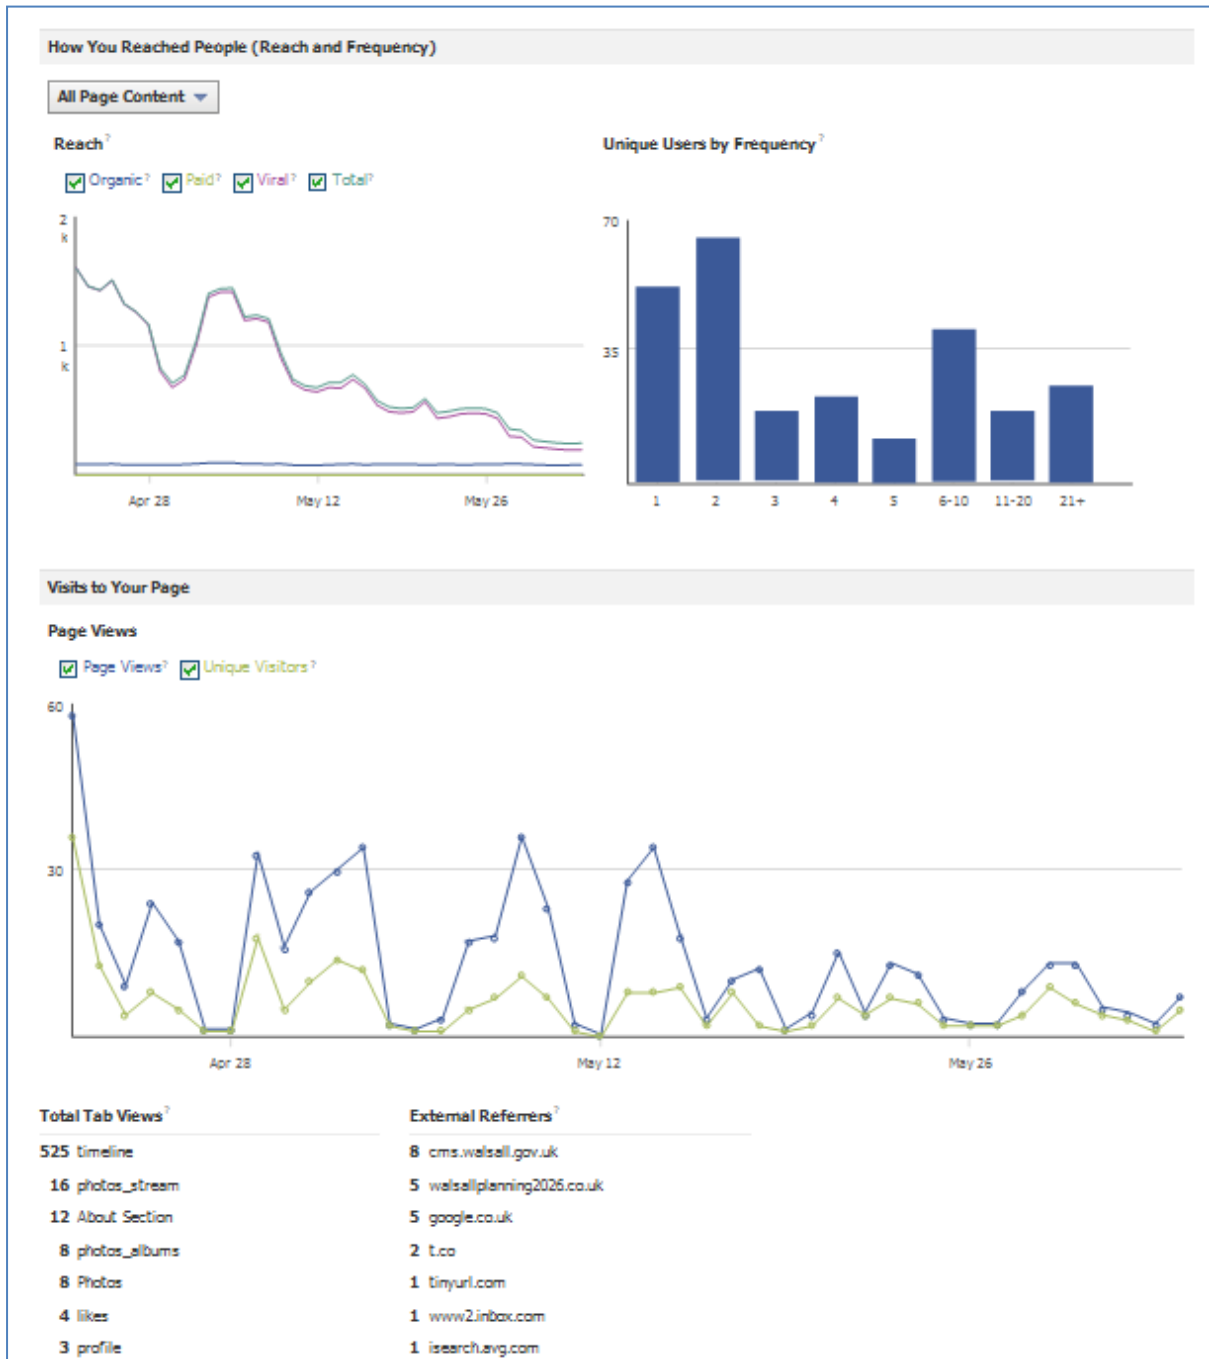 How You Reached People (Reach and Frequency)
All Page Content
Reach?
Unique Users by Frequency?
Organic? Paid? Viral? Total?
2
k
1
k
Apr 28 May 12 May 26
70
35
1 2 3 4 5 6-10 11-20 21+
Visits to Your Page
Page Views
Page Views? Unique Visitors?
60
30
Apr 28 May 12 May 26
Total Tab Views?
525 timeline
16 photos_stream
12 About Section
8 photos_albums
8 Photos
4 likes
3 profile
External Referrers?
8 cms.walsall.gov.uk
5 walsallplanning2026.co.uk
5 google.co.uk
2 t.co
1 tinyurl.com
1 www2.inbox.com
1 isearch.avg.com